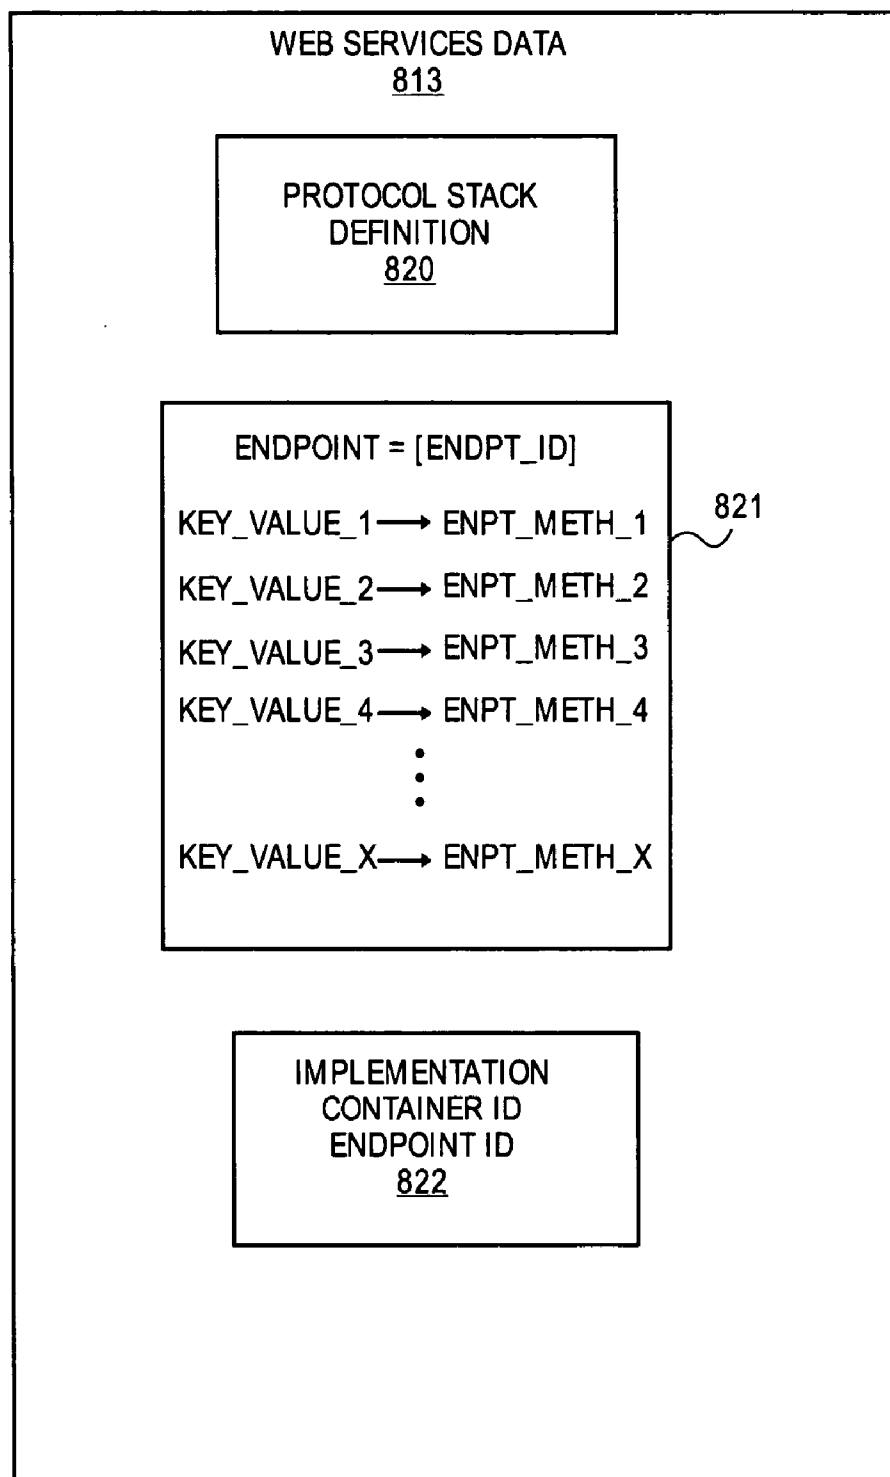 WEB SERVICES DATA
813
PROTOCOL STACK
DEFINITION
820
ENDPOINT = [ENDPT_ID]
KEY_VALUE_1 → ENPT_METH_1
KEY_VALUE_2 → ENPT_METH_2
KEY_VALUE_3 → ENPT_METH_3
KEY_VALUE_4 → ENPT_METH_4
KEY_VALUE_X → ENPT_METH_X
821
IMPLEMENTATION
CONTAINER ID
ENDPOINT ID
822